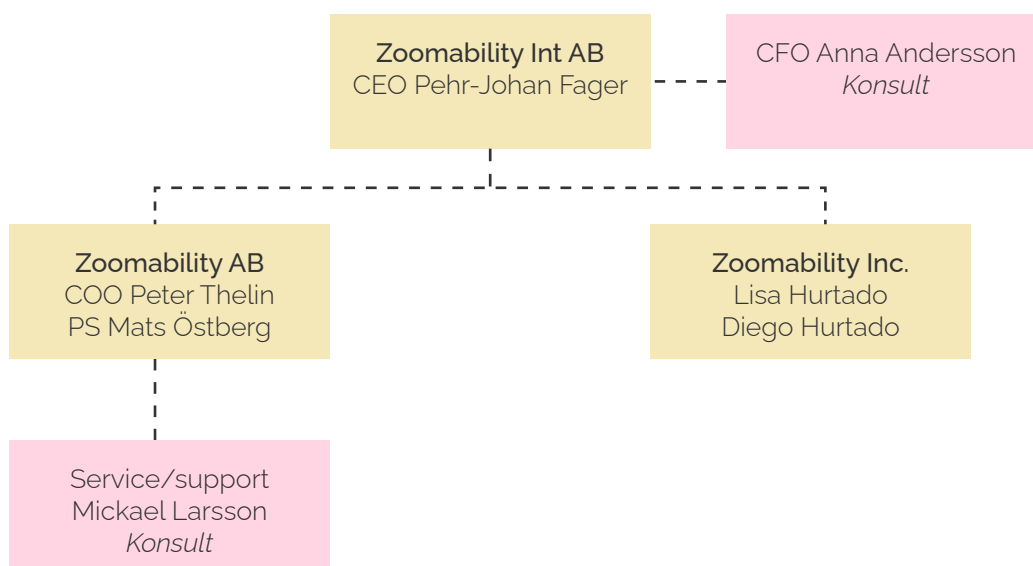 Zoomability Int AB
CEO Pehr-Johan Fager
CFO Anna Andersson
Konsult
Zoomability AB
COO Peter Thelin
PS Mats Östberg
Zoomability Inc.
Lisa Hurtado
Diego Hurtado
Service/support
Mickael Larsson
Konsult